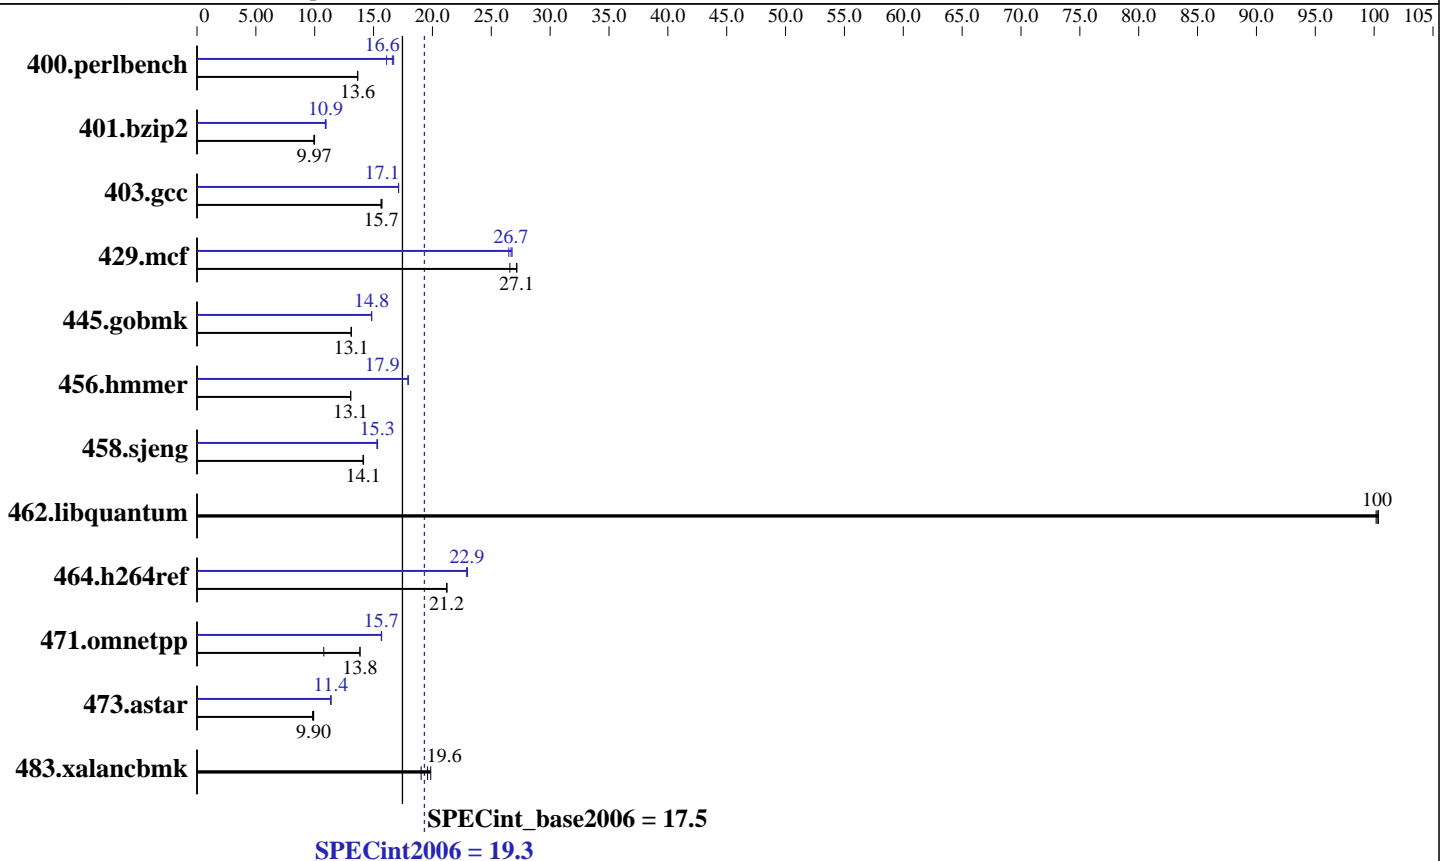 0 5.00 10.0 15.0 20.0 25.0 30.0 35.0 40.0 45.0 50.0 55.0 60.0 65.0 70.0 75.0 80.0 85.0 90.0 95.0 100 105
16.6
400.perlbench
13.6
10.9
401.bzip2
9.97
17.1
403.gcc
15.7
26.7
429.mcf
27.1
14.8
445.gobmk
13.1
17.9
456.hmmer
13.1
15.3
458.sjeng
14.1
100
462.libquantum
22.9
464.h264ref
21.2
15.7
471.omnetpp
13.8
11.4
473.astar
9.90
19.6
483.xalancbmk
SPECint_base2006 = 17.5
SPECint2006 = 19.3